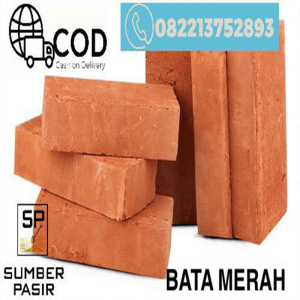 COD
Cash on Delivery
082213752893
SP
SUMBER
PASIR
BATA MERAH